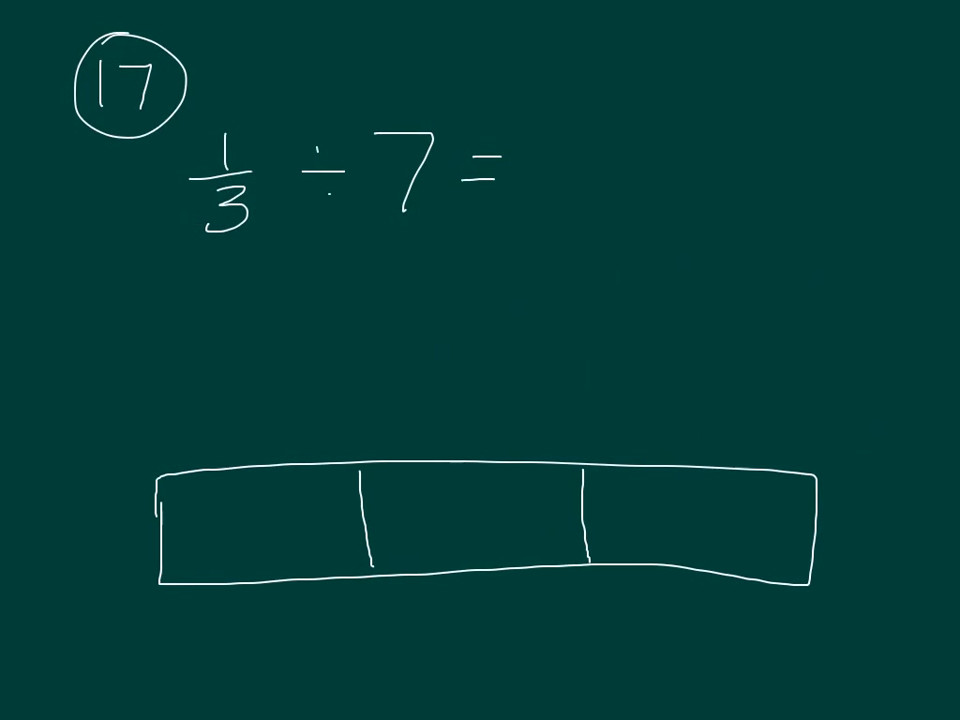 17
1/3 ÷ 7 =